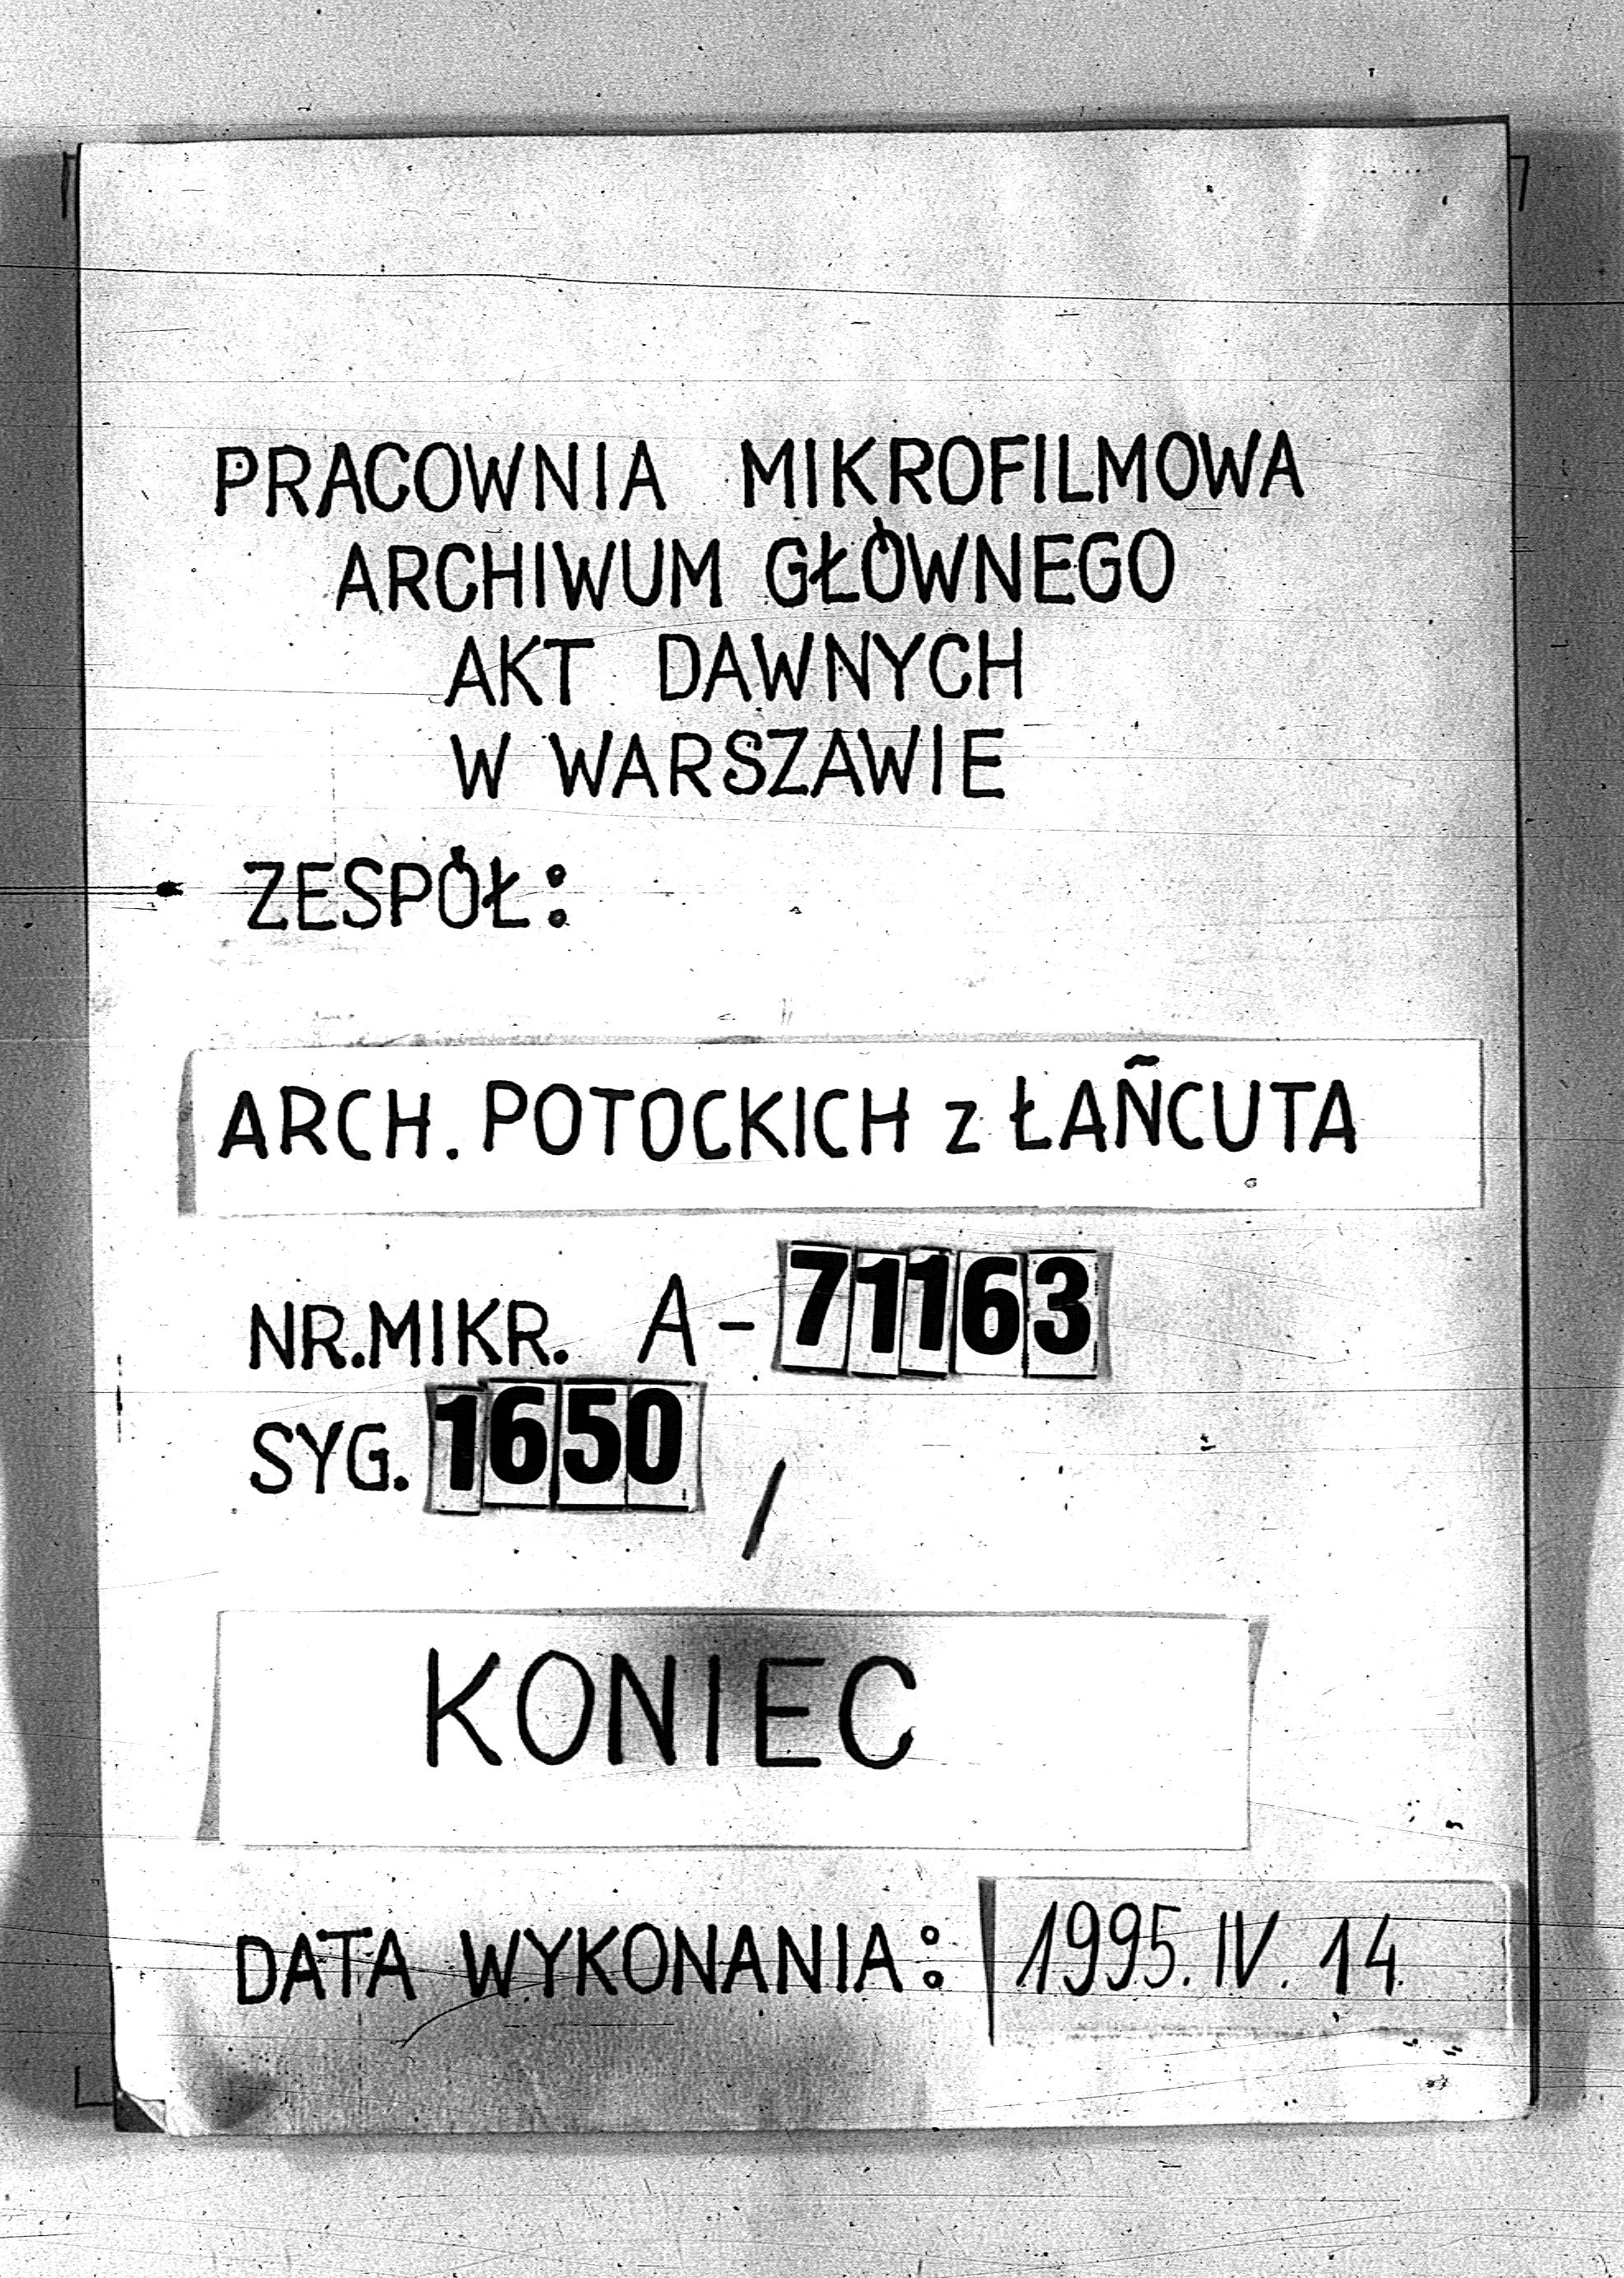 PRACOWNIA MIKROFILMOWA
ARCHIWUM GŁÓWNEGO
AKT DAWNYCH
W WARSZAWIE
ZESPÓŁ:
ARCH. POTOCKICH z ŁAŃCUTA
NR. MIKR. A-71163
SYG. 1650 /
KONIEC
DATA WYKONANIA: 1995. IV. 14